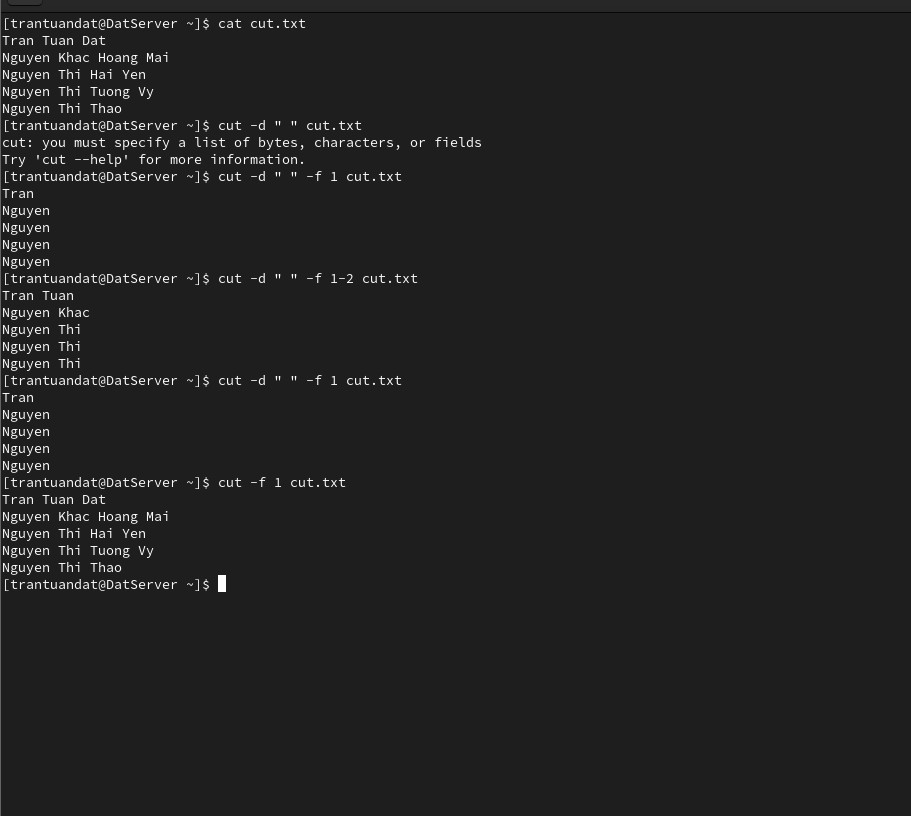 [trantuandat@DatServer ~]$ cat cut.txt
Tran Tuan Dat
Nguyen Khac Hoang Mai
Nguyen Thi Hai Yen
Nguyen Thi Tuong Vy
Nguyen Thi Thao
[trantuandat@DatServer ~]$ cut -d " " cut.txt
cut: you must specify a list of bytes, characters, or fields
Try 'cut --help' for more information.
[trantuandat@DatServer ~]$ cut -d " " -f 1 cut.txt
Tran
Nguyen
Nguyen
Nguyen
Nguyen
[trantuandat@DatServer ~]$ cut -d " " -f 1-2 cut.txt
Tran Tuan
Nguyen Khac
Nguyen Thi
Nguyen Thi
Nguyen Thi
[trantuandat@DatServer ~]$ cut -d " " -f 1 cut.txt
Tran
Nguyen
Nguyen
Nguyen
Nguyen
[trantuandat@DatServer ~]$ cut -f 1 cut.txt
Tran Tuan Dat
Nguyen Khac Hoang Mai
Nguyen Thi Hai Yen
Nguyen Thi Tuong Vy
Nguyen Thi Thao
[trantuandat@DatServer ~]$